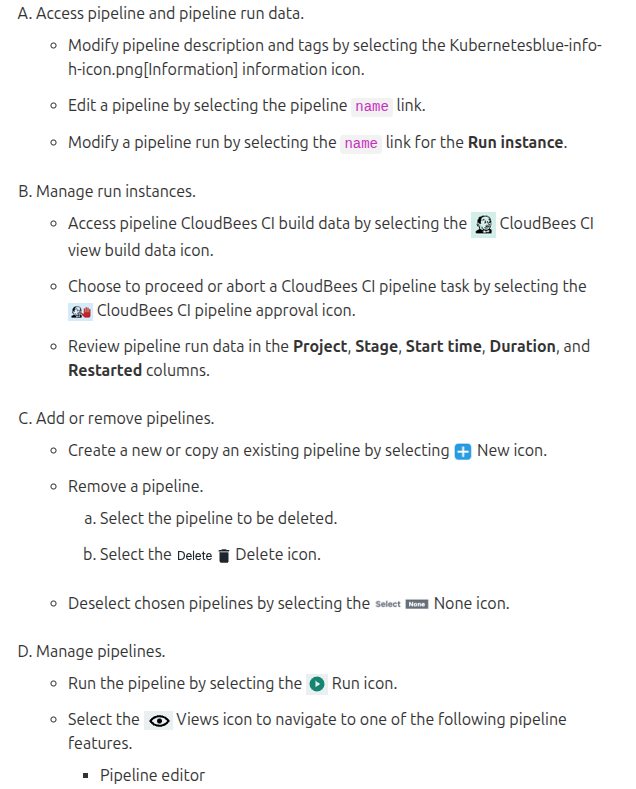 A. Access pipeline and pipeline run data.
Modify pipeline description and tags by selecting the Kubernetesblue-info-
h-icon.png[Information] information icon.
Edit a pipeline by selecting the pipeline name link.
Modify a pipeline run by selecting the name link for the Run instance.
B. Manage run instances.
Access pipeline CloudBees CI build data by selecting the CloudBees CI
view build data icon.
Choose to proceed or abort a CloudBees CI pipeline task by selecting the
CloudBees CI pipeline approval icon.
Review pipeline run data in the Project, Stage, Start time, Duration, and
Restarted columns.
C. Add or remove pipelines.
Create a new or copy an existing pipeline by selecting New icon.
Remove a pipeline.
a. Select the pipeline to be deleted.
b. Select the Delete Delete icon.
Deselect chosen pipelines by selecting the Select None None icon.
D. Manage pipelines.
Run the pipeline by selecting the Run icon.
Select the Views icon to navigate to one of the following pipeline
features.
Pipeline editor